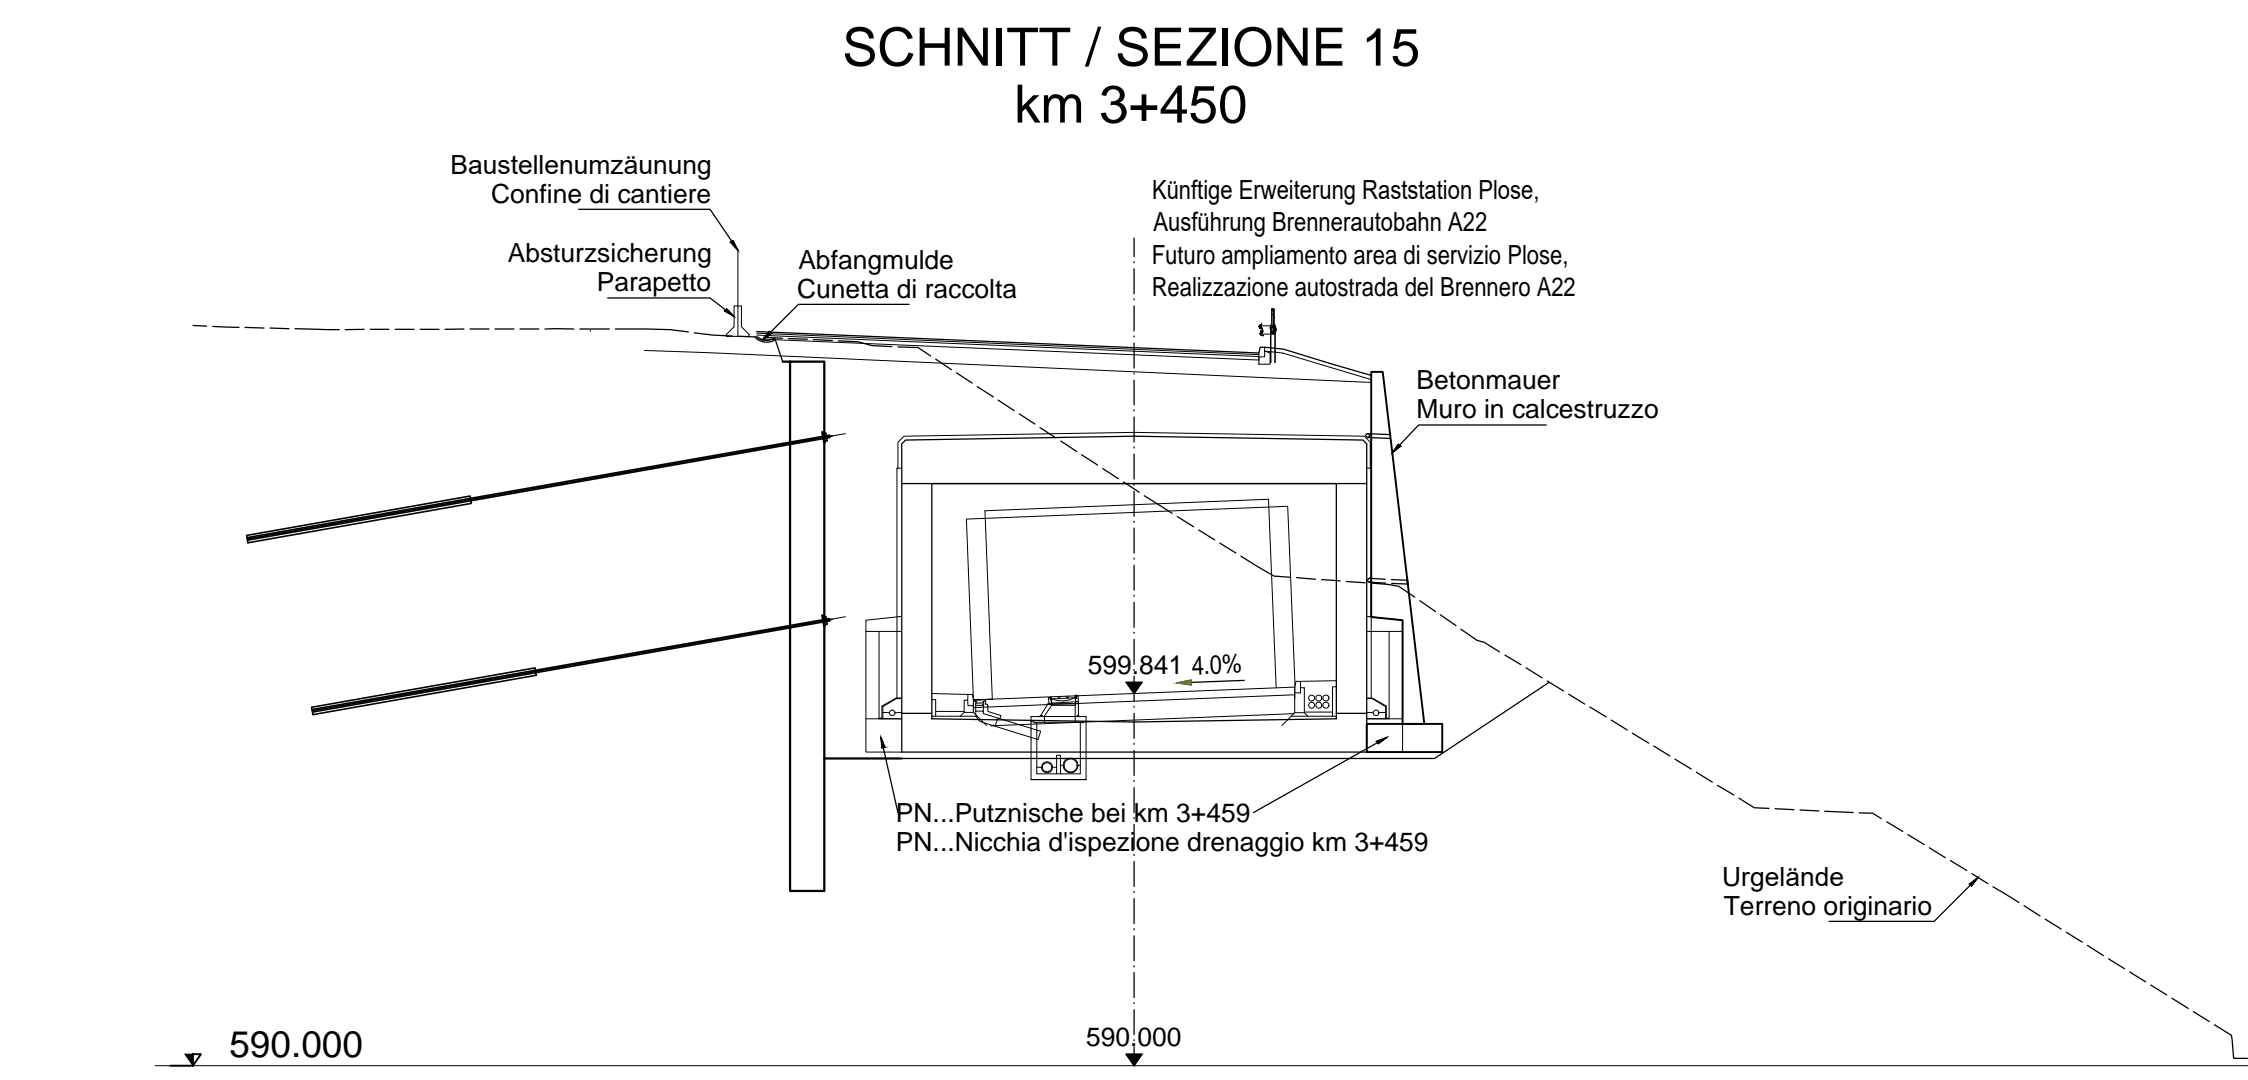 SCHNITT / SEZIONE 15
km 3+450
Baustellenumzäunung
Confine di cantiere
Absturzsicherung
Parapetto
Abfangmulde
Cunetta di raccolta
Künftige Erweiterung Raststation Plose,
Ausführung Brennerautobahn A22
Futuro ampliamento area di servizio Plose,
Realizzazione autostrada del Brennero A22
Betonmauer
Muro in calcestruzzo
599.841 4.0%
PN...Putznische bei km 3+459
PN...Nicchia d'ispezione drenaggio km 3+459
Urgelände
Terreno originario
590.000
590.000